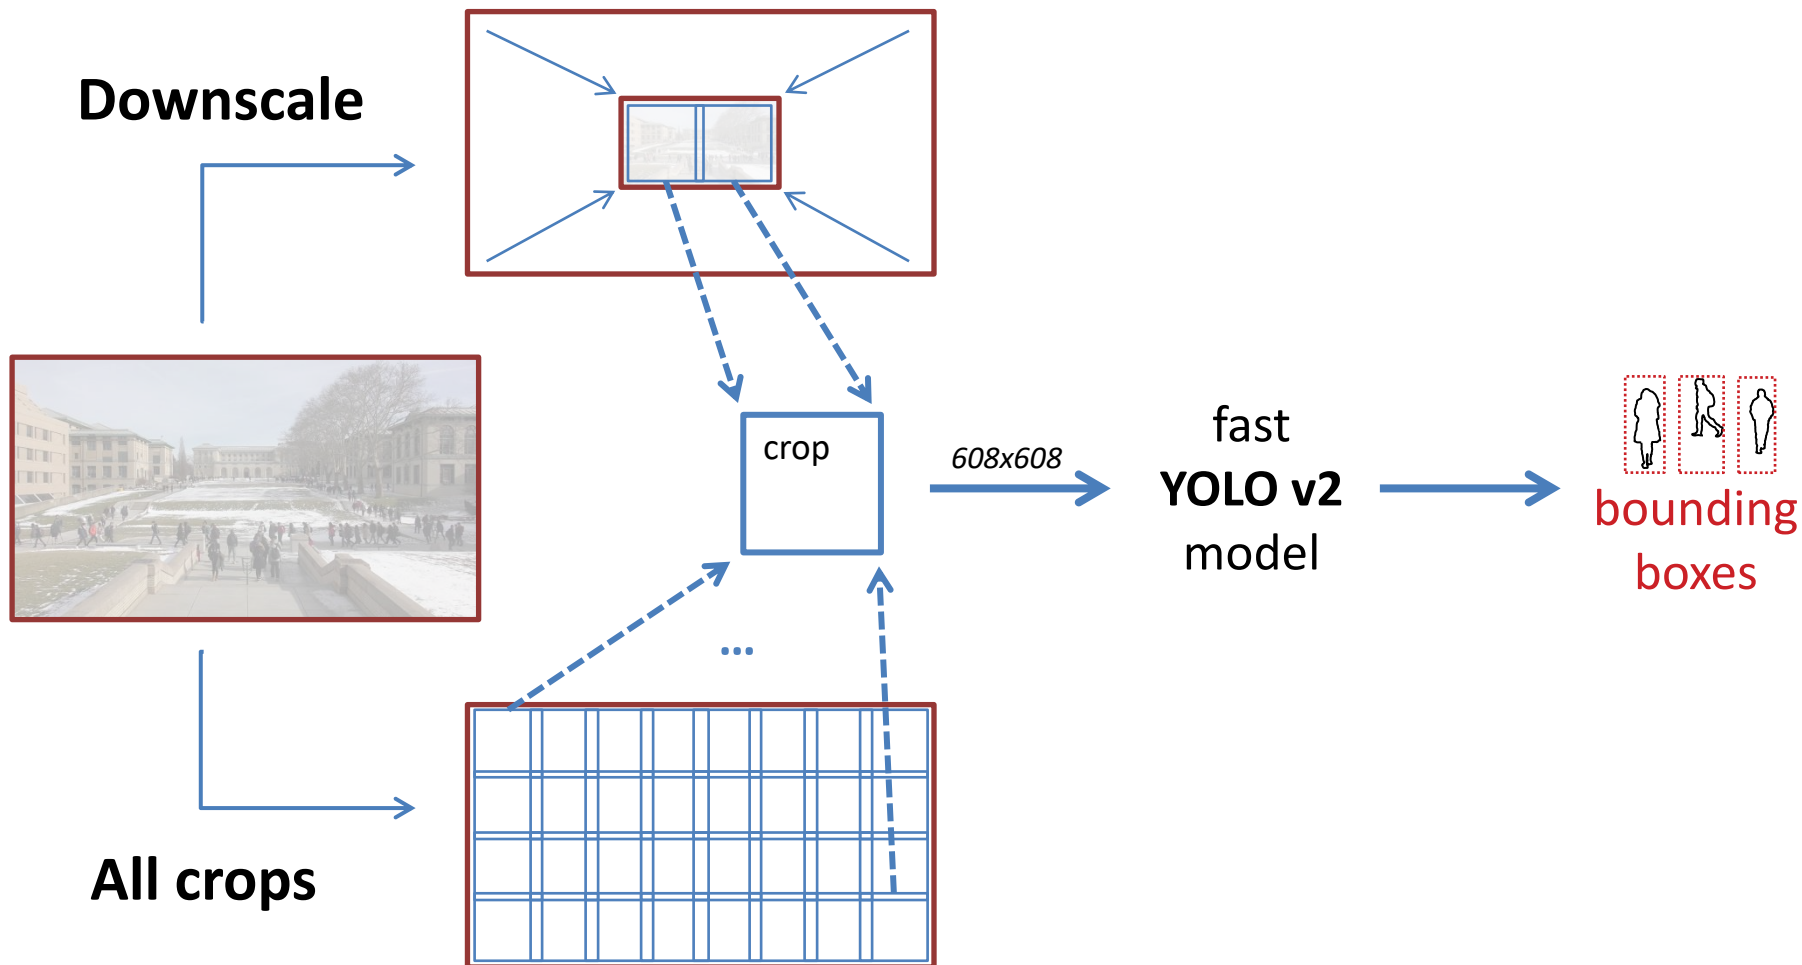 Downscale
crop
608x608
fast
YOLO v2
model
bounding
boxes
...
All crops